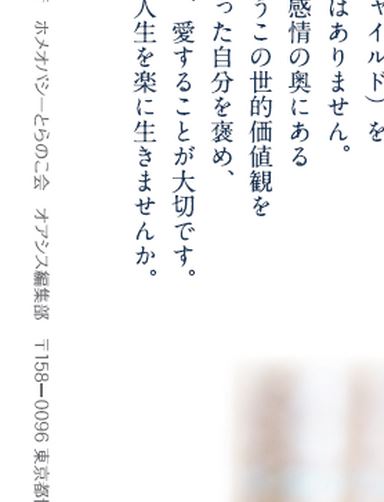 ャイルド）を
はありません。
感情の奥にある
うこの世的価値観を
った自分を褒め、
、愛することが大切です。
人生を楽に生きませんか。
ホメオパシーとらのこ会　オアシス編集部　〒158−0096 東京都